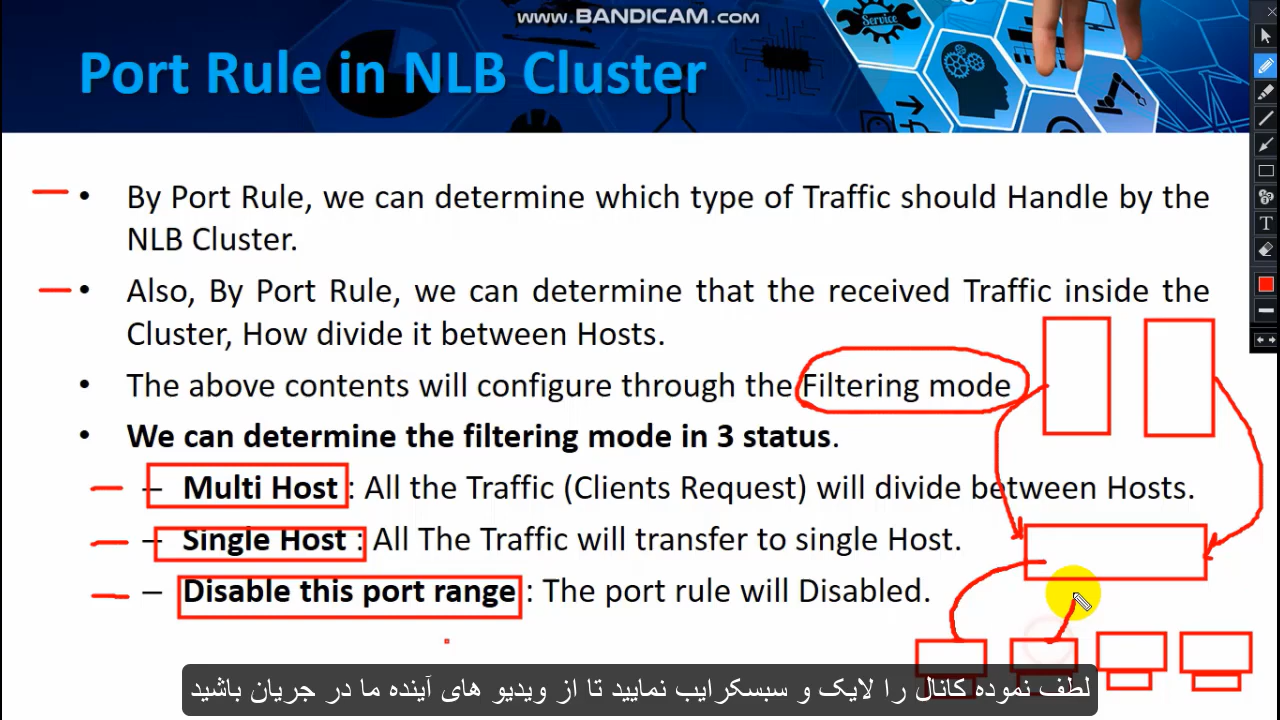 www.BANDICAM.com
Service
Port Rule in NLB Cluster
• By Port Rule, we can determine which type of Traffic should Handle by the
NLB Cluster.
• Also, By Port Rule, we can determine that the received Traffic inside the
Cluster, How divide it between Hosts.
• The above contents will configure through the Filtering mode
• We can determine the filtering mode in 3 status.
– Multi Host : All the Traffic (Clients Request) will divide between Hosts.
– Single Host : All The Traffic will transfer to single Host.
– Disable this port range : The port rule will Disabled.
لطف نموده کانال را لایک و سبسکرایب نمایید تا از ویدیو های آینده ما در جریان باشید